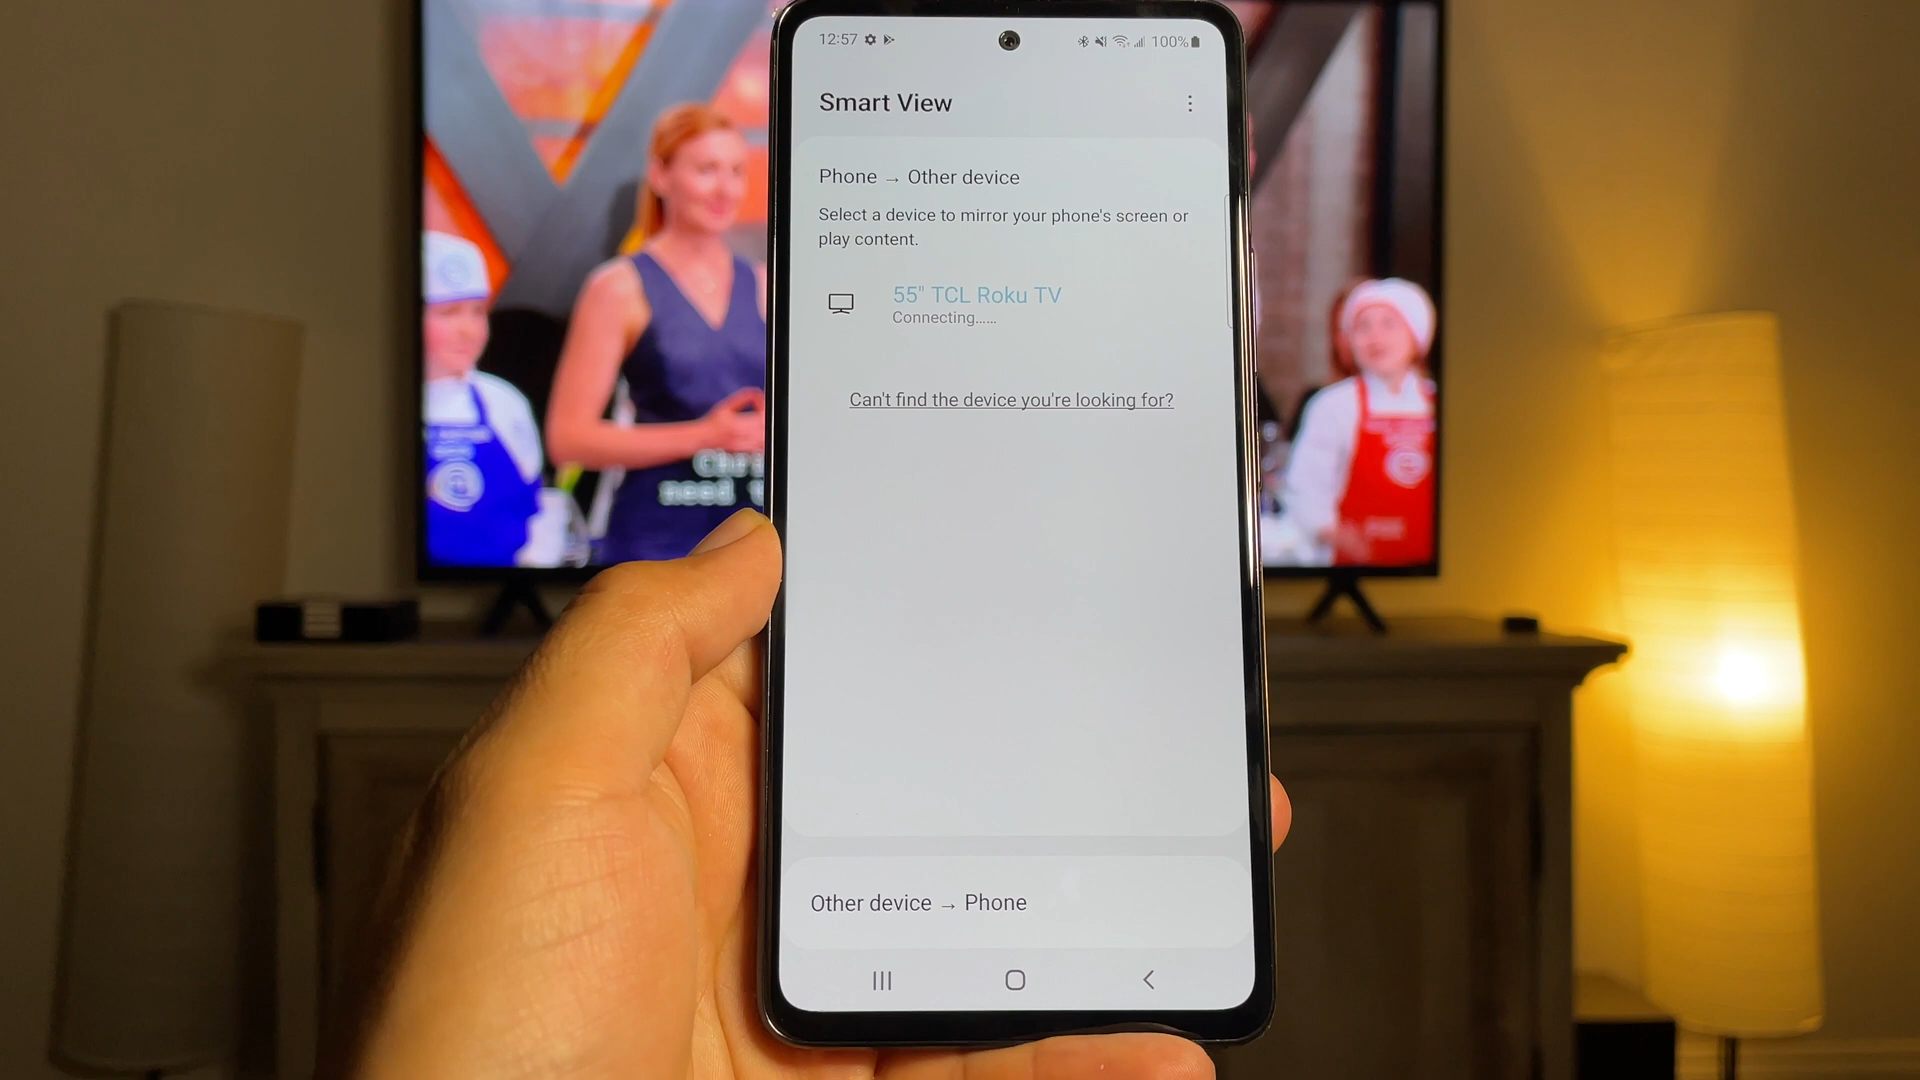 12:57
100%
Smart View
Phone → Other device
Select a device to mirror your phone's screen or
play content.
55" TCL Roku TV
Connecting......
Can't find the device you're looking for?
Other device → Phone
need